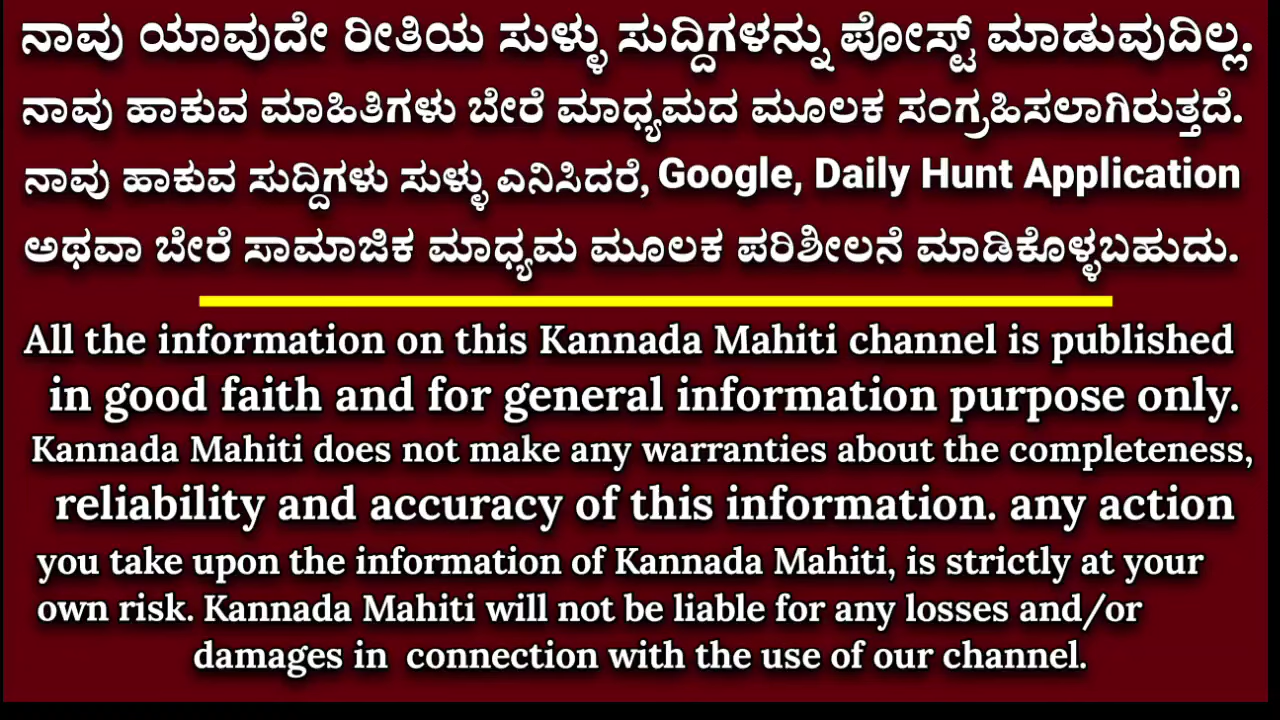 ನಾವು ಯಾವುದೇ ರೀತಿಯ ಸುಳ್ಳು ಸುದ್ದಿಗಳನ್ನು ಪೋಸ್ಟ್ ಮಾಡುವುದಿಲ್ಲ.
ನಾವು ಹಾಕುವ ಮಾಹಿತಿಗಳು ಬೇರೆ ಮಾಧ್ಯಮದ ಮೂಲಕ ಸಂಗ್ರಹಿಸಲಾಗಿರುತ್ತದೆ.
ನಾವು ಹಾಕುವ ಸುದ್ದಿಗಳು ಸುಳ್ಳು ಎನಿಸಿದರೆ, Google, Daily Hunt Application
ಅಥವಾ ಬೇರೆ ಸಾಮಾಜಿಕ ಮಾಧ್ಯಮ ಮೂಲಕ ಪರಿಶೀಲನೆ ಮಾಡಿಕೊಳ್ಳಬಹುದು.
All the information on this Kannada Mahiti channel is published
in good faith and for general information purpose only.
Kannada Mahiti does not make any warranties about the completeness,
reliability and accuracy of this information. any action
you take upon the information of Kannada Mahiti, is strictly at your
own risk. Kannada Mahiti will not be liable for any losses and/or
damages in connection with the use of our channel.